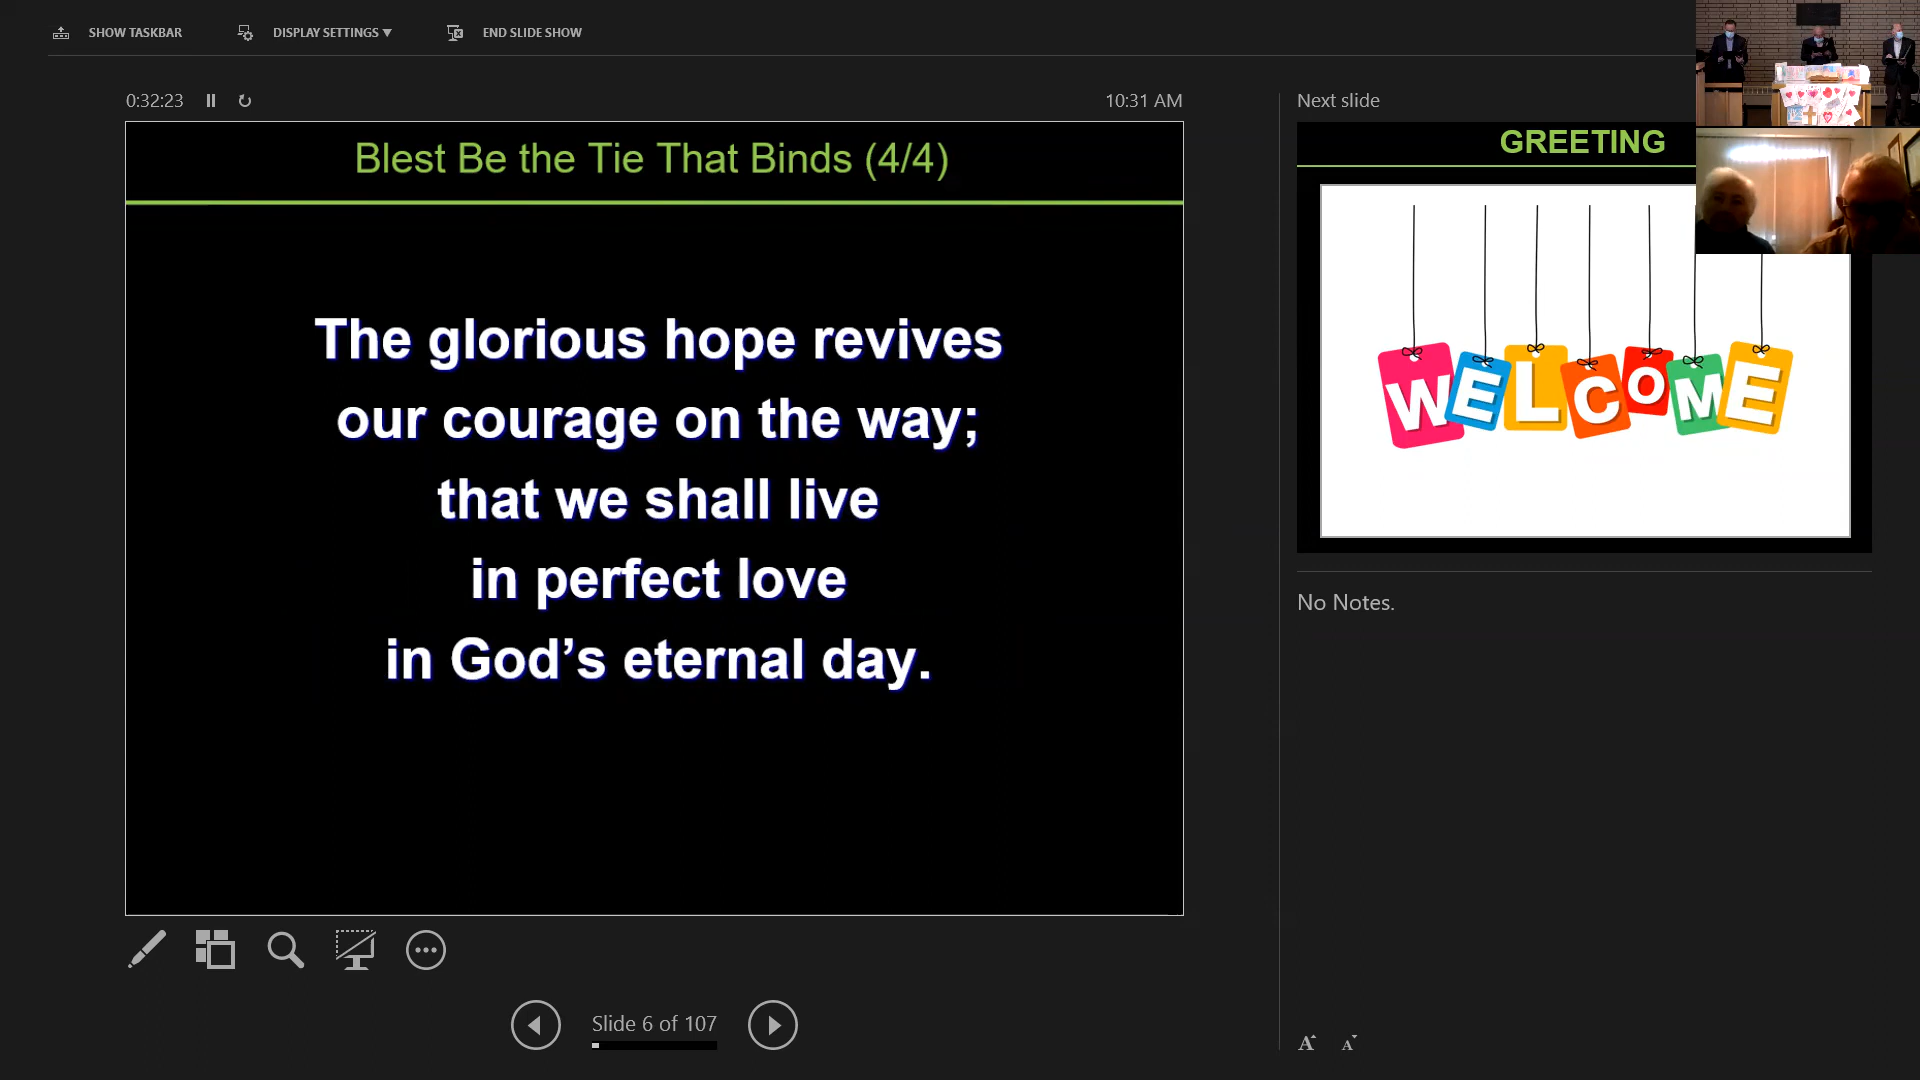 SHOW TASKBAR
DISPLAY SETTINGS ▼
END SLIDE SHOW
0:32:23
10:31 AM
Blest Be the Tie That Binds (4/4)
The glorious hope revives
our courage on the way;
that we shall live
in perfect love
in God’s eternal day.
Slide 6 of 107
Next slide
GREETING
WELCOME
No Notes.
A
A